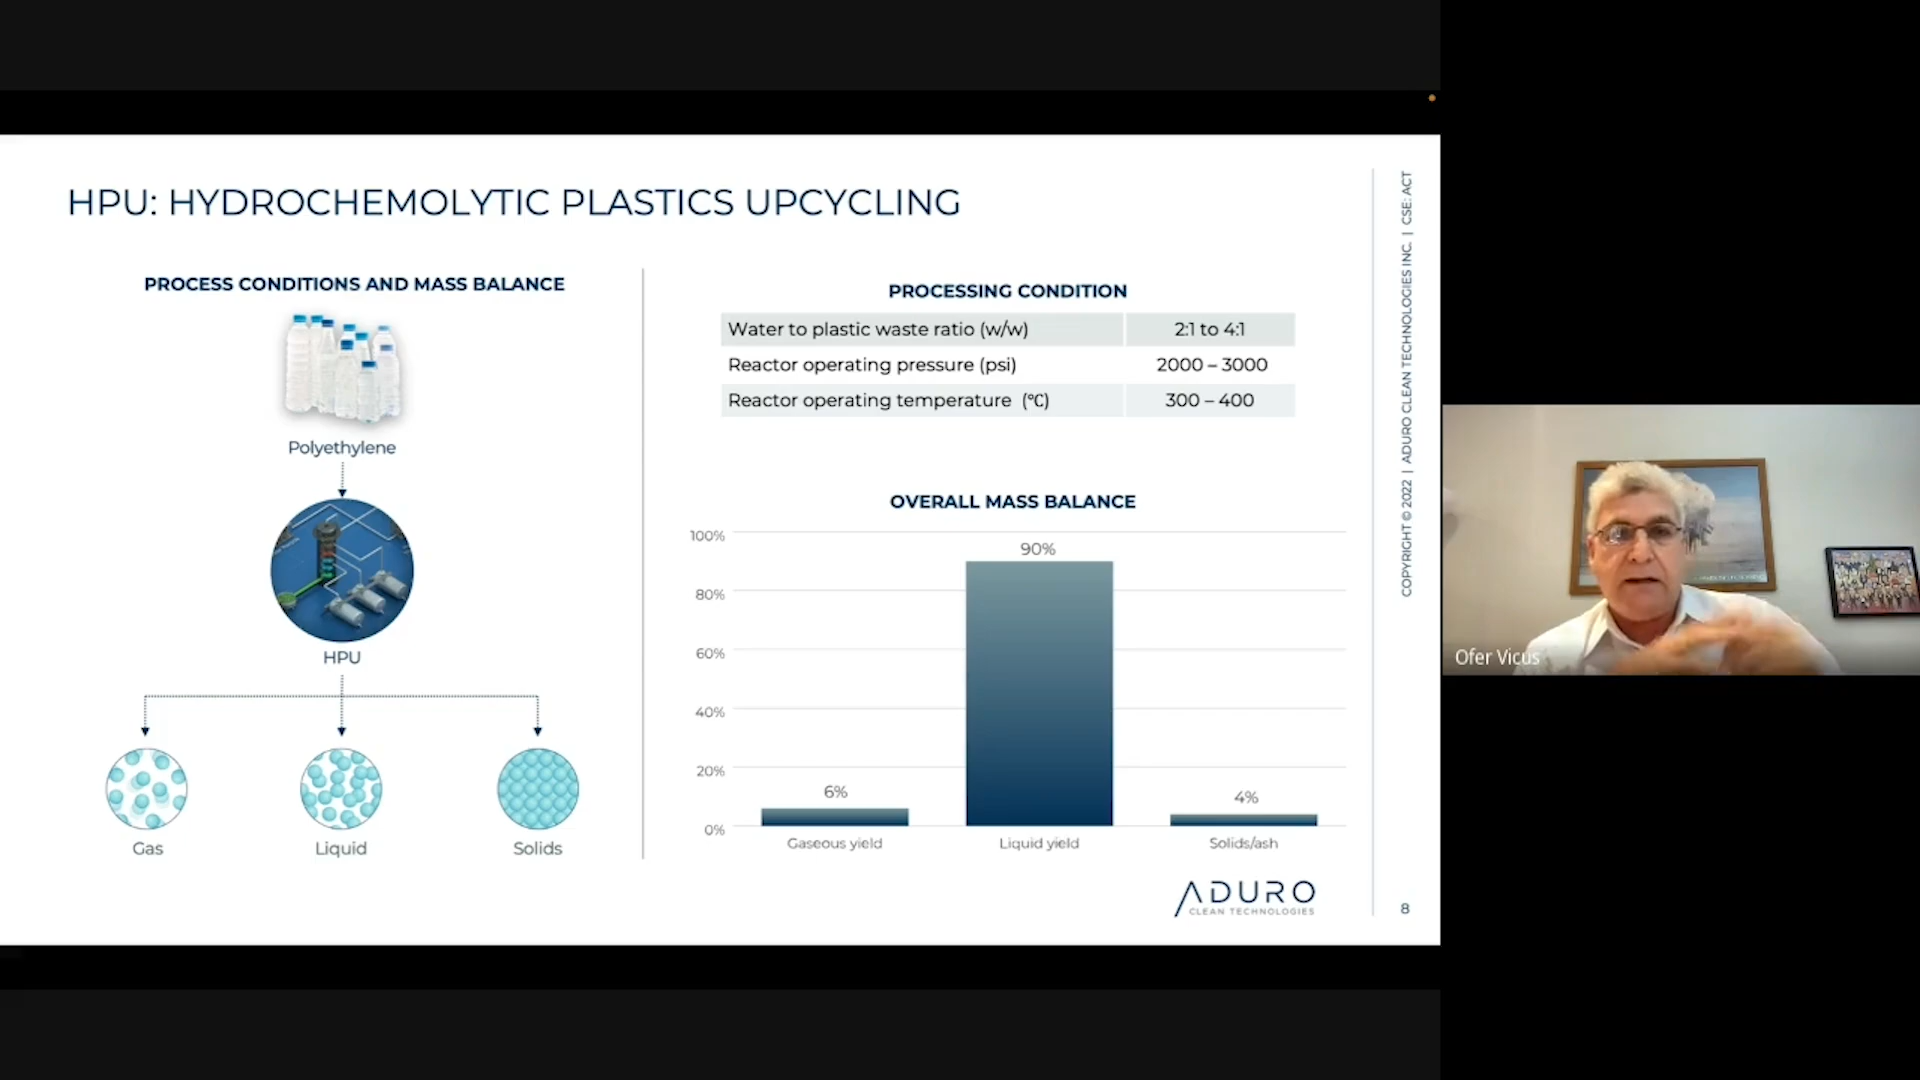 HPU: HYDROCHEMOLYTIC PLASTICS UPCYCLING
PROCESS CONDITIONS AND MASS BALANCE
Polyethylene
HPU
Gas
Liquid
Solids
PROCESSING CONDITION
Water to plastic waste ratio (w/w) 2:1 to 4:1
Reactor operating pressure (psi) 2000 – 3000
Reactor operating temperature (℃) 300 – 400
OVERALL MASS BALANCE
100%
80%
60%
40%
20%
0%
6%
90%
4%
Gaseous yield
Liquid yield
Solids/ash
ADURO
CLEAN TECHNOLOGIES
COPYRIGHT © 2022 | ADURO CLEAN TECHNOLOGIES INC. | CSE: ACT
8
Ofer Vicus